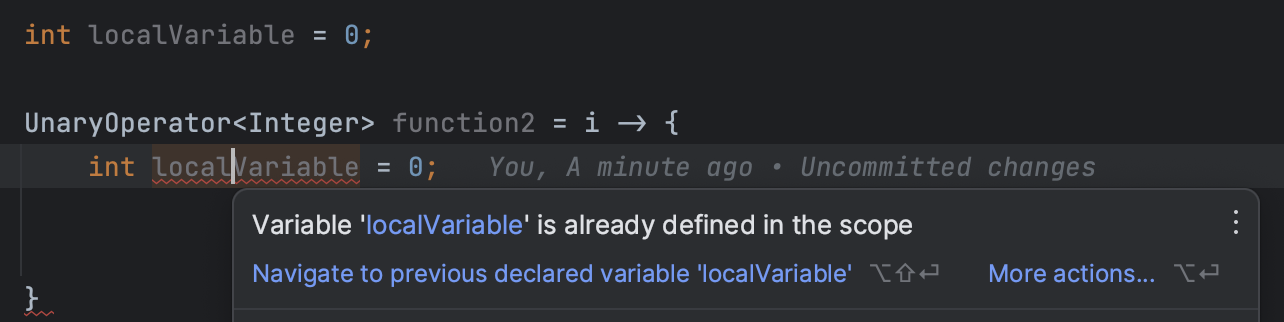 int localVariable = 0;
UnaryOperator<Integer> function2 = i -> {
int localVariable = 0; You, A minute ago • Uncommitted changes
Variable 'localVariable' is already defined in the scope
Navigate to previous declared variable 'localVariable' ⌥⇧⏎ More actions... ⌥⏎
}